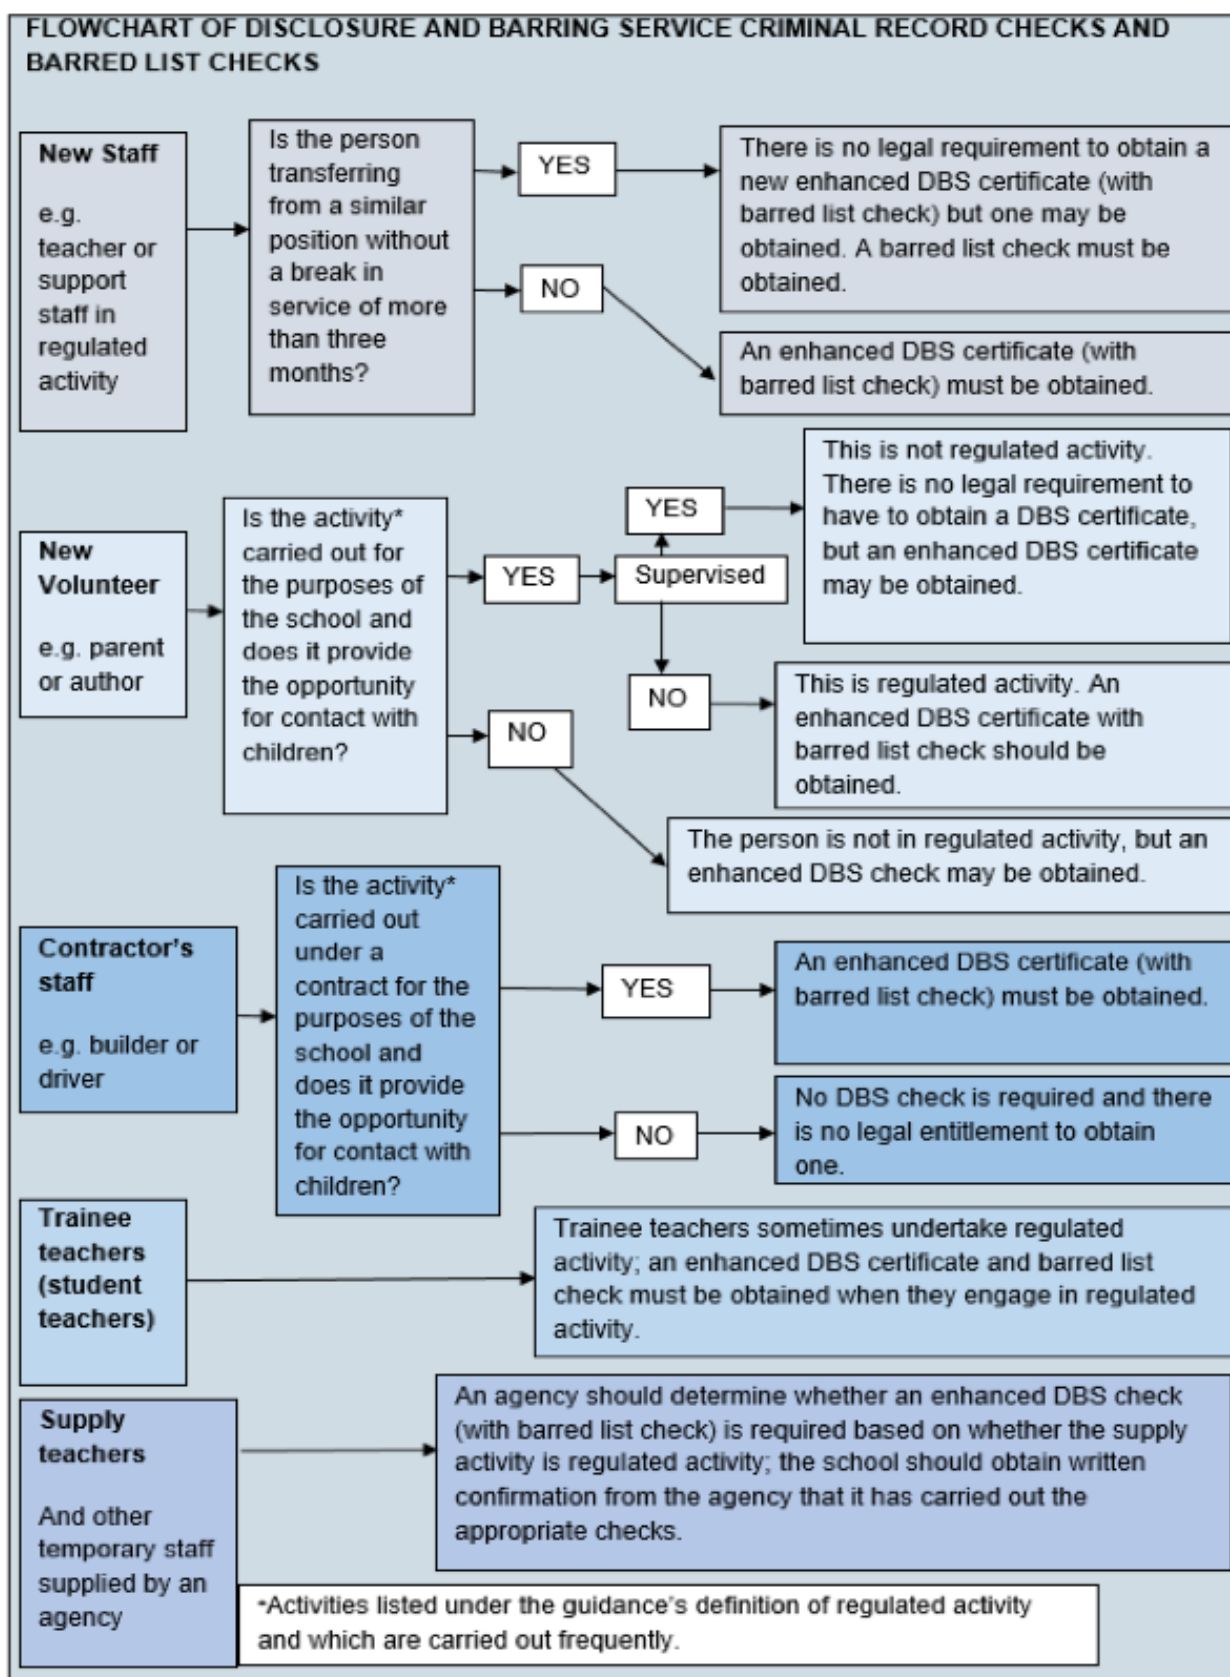 FLOWCHART OF DISCLOSURE AND BARRING SERVICE CRIMINAL RECORD CHECKS AND
BARRED LIST CHECKS
New Staff
e.g.
teacher or
support
staff in
regulated
activity
Is the person
transferring
from a similar
position without
a break in
service of more
than three
months?
YES
There is no legal requirement to obtain a
new enhanced DBS certificate (with
barred list check) but one may be
obtained. A barred list check must be
obtained.
NO
An enhanced DBS certificate (with
barred list check) must be obtained.
New
Volunteer
e.g. parent
or author
Is the activity*
carried out for
the purposes of
the school and
does it provide
the opportunity
for contact with
children?
YES
Supervised
YES
This is not regulated activity.
There is no legal requirement to
have to obtain a DBS certificate,
but an enhanced DBS certificate
may be obtained.
NO
This is regulated activity. An
enhanced DBS certificate with
barred list check should be
obtained.
NO
The person is not in regulated activity, but an
enhanced DBS check may be obtained.
Contractor's
staff
e.g. builder or
driver
Is the activity*
carried out
under a
contract for the
purposes of the
school and
does it provide
the opportunity
for contact with
children?
YES
An enhanced DBS certificate (with
barred list check) must be obtained.
NO
No DBS check is required and there
is no legal entitlement to obtain
one.
Trainee
teachers
(student
teachers)
Trainee teachers sometimes undertake regulated
activity; an enhanced DBS certificate and barred list
check must be obtained when they engage in regulated
activity.
Supply
teachers
And other
temporary staff
supplied by an
agency
An agency should determine whether an enhanced DBS check
(with barred list check) is required based on whether the supply
activity is regulated activity; the school should obtain written
confirmation from the agency that it has carried out the
appropriate checks.
*Activities listed under the guidance's definition of regulated activity
and which are carried out frequently.